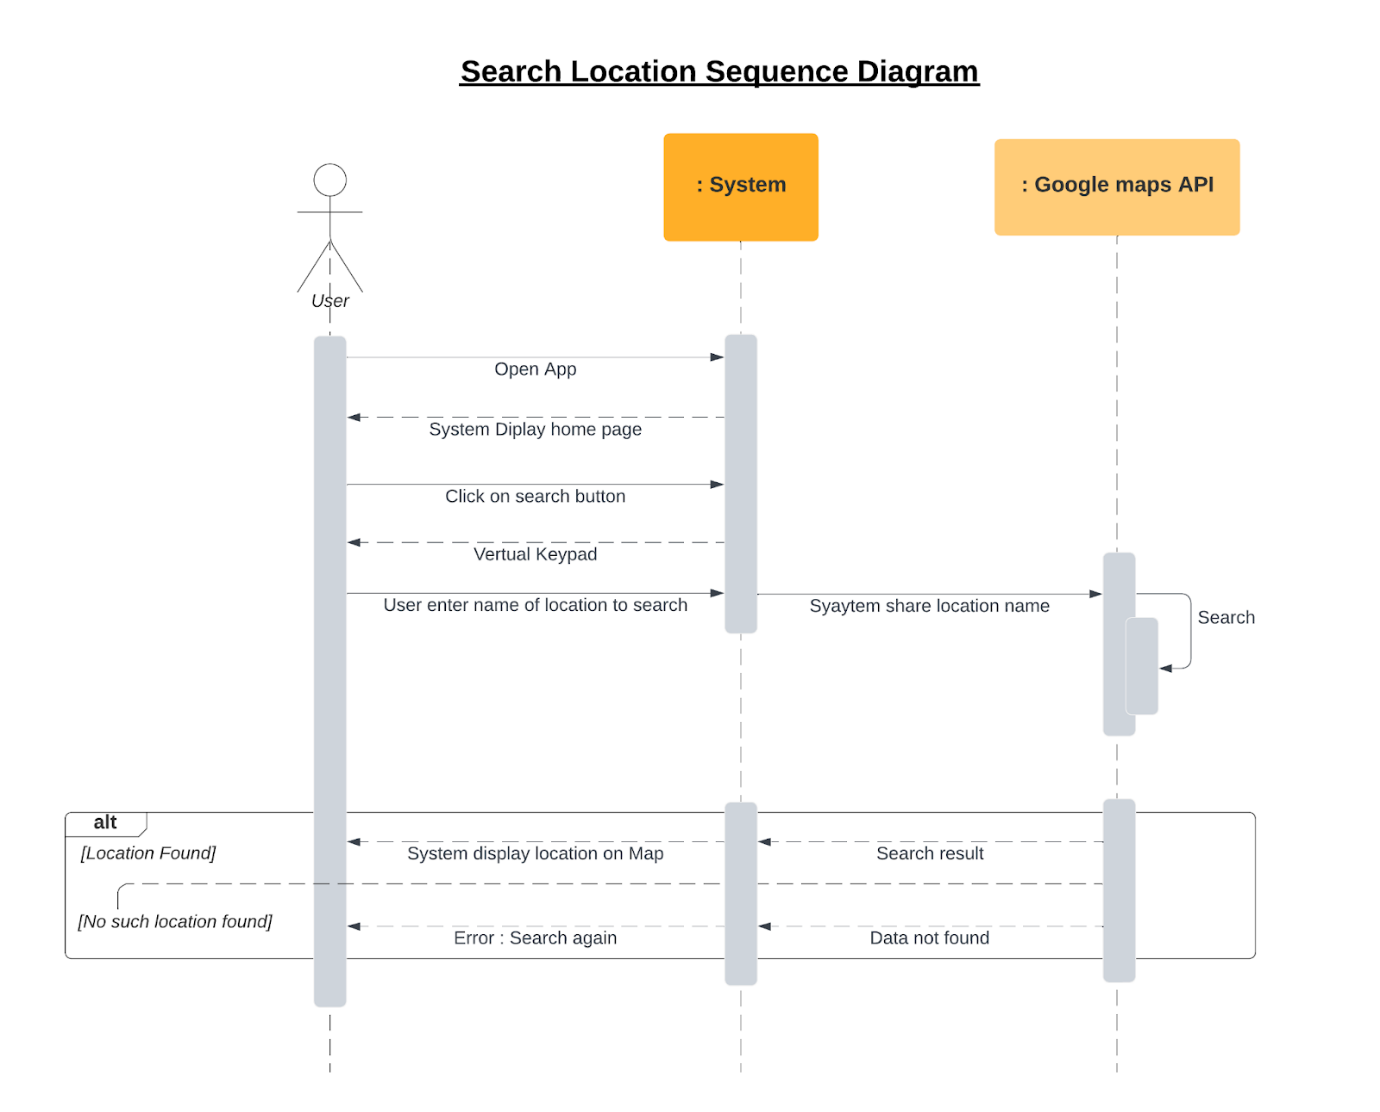 Search Location Sequence Diagram
: System
: Google maps API
User
Open App
System Diplay home page
Click on search button
Vertual Keypad
User enter name of location to search
Syaytem share location name
Search
alt
[Location Found]
System display location on Map
Search result
[No such location found]
Error : Search again
Data not found